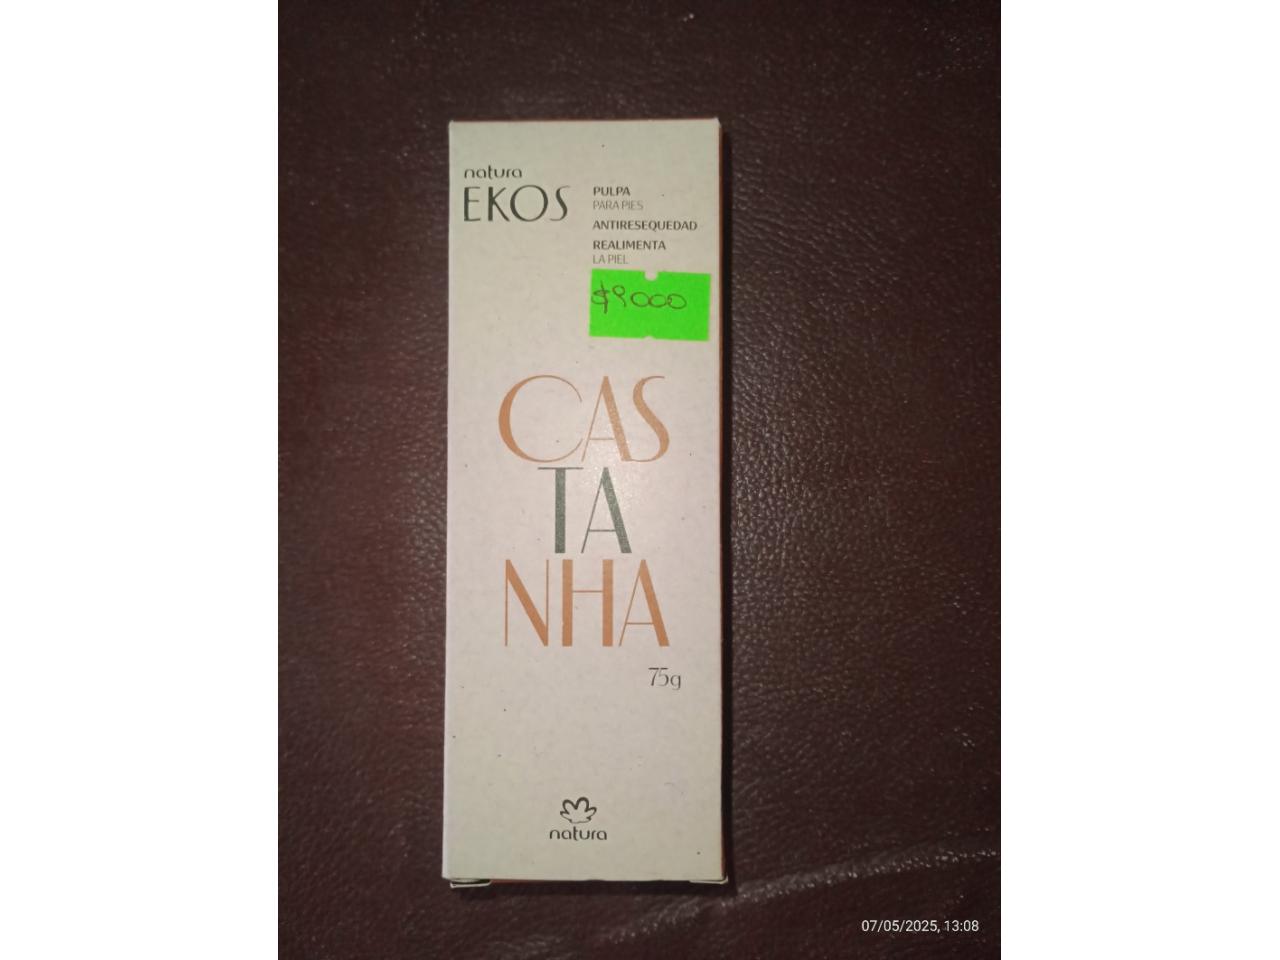 natura
EKOS
PULPA
PARA PIES
ANTIRESEQUEDAD
REALIMENTA
LA PIEL
$9000
CAS
TA
NHA
75g
natura
07/05/2025, 13:08